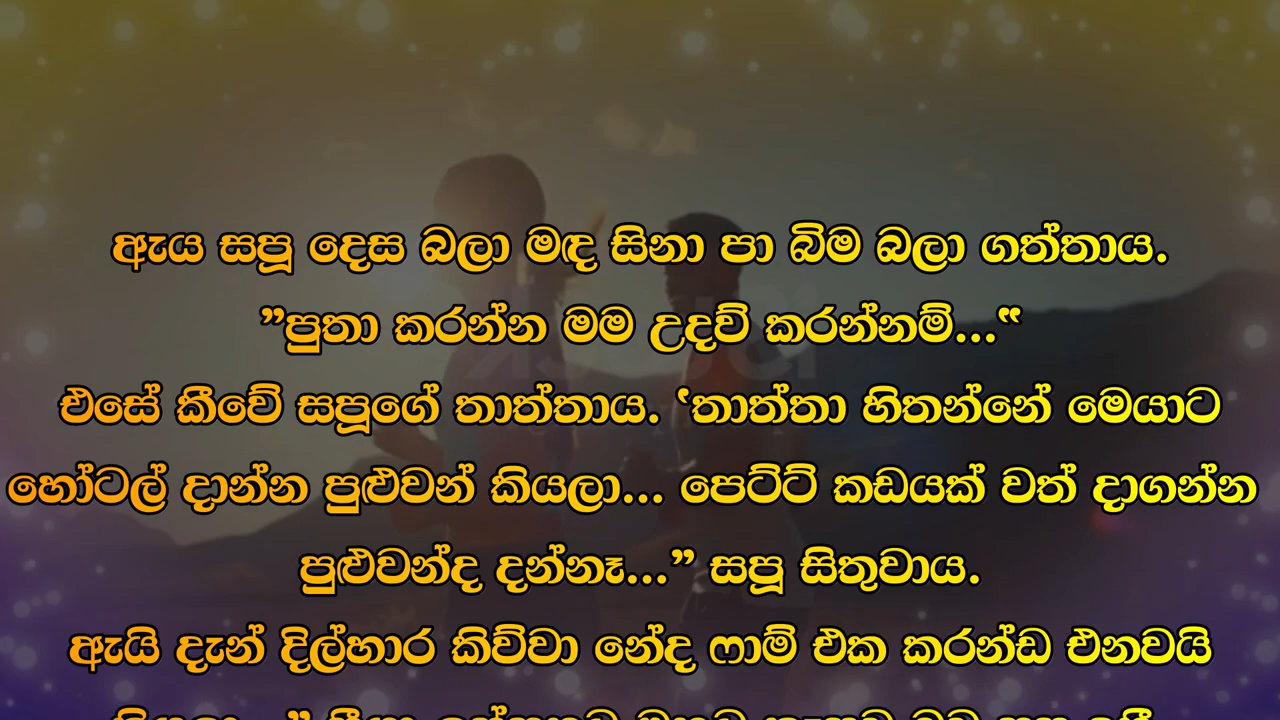 ඇය සපූ දෙස බලා මඳ සිනා පා බිම බලා ගත්තාය.
”පුතා කරන්න මම උදව් කරන්නම්...“
එසේ කීවේ සපූගේ තාත්තාය. ‘තාත්තා හිතන්නේ මෙයාට
හෝටල් දාන්න පුළුවන් කියලා... පෙට්ටි කඩයක් වත් දාගන්න
පුළුවන්ද දන්නෑ...” සපූ සිතුවාය.
ඇයි දැන් දිල්හාර කිව්වා නේද ෆාම් එක කරන්ඩ එනවයි